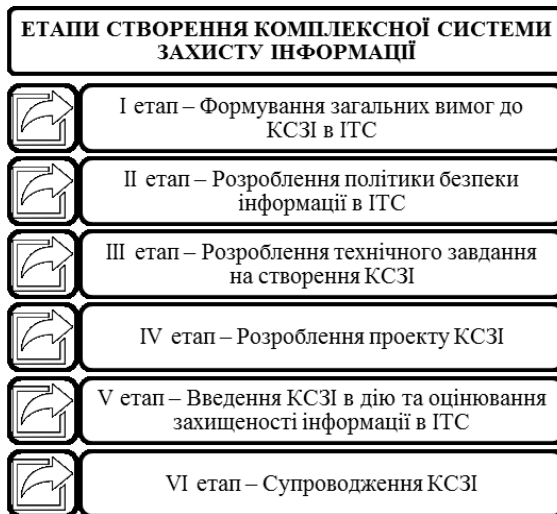 ЕТАПИ СТВОРЕННЯ КОМПЛЕКСНОЇ СИСТЕМИ
ЗАХИСТУ ІНФОРМАЦІЇ
І етап – Формування загальних вимог до
КСЗІ в ІТС
ІІ етап – Розроблення політики безпеки
інформації в ІТС
ІІІ етап – Розроблення технічного завдання
на створення КСЗІ
IV етап – Розроблення проекту КСЗІ
V етап – Введення КСЗІ в дію та оцінювання
захищеності інформації в ІТС
VI етап – Супроводження КСЗІ